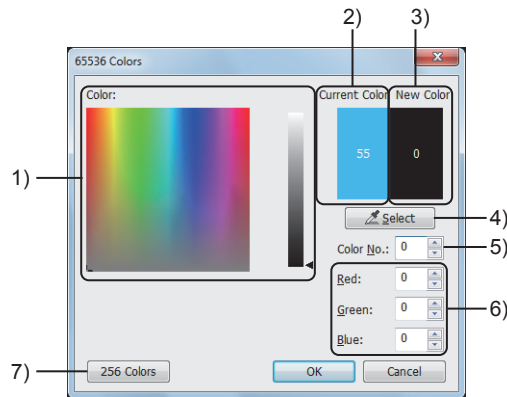 2)
3)
65536 Colors
Color:
Current Color
New Color
1)
55
0
Select
4)
Color No.: 0
5)
Red: 0
Green: 0
6)
Blue: 0
7)
256 Colors
OK
Cancel